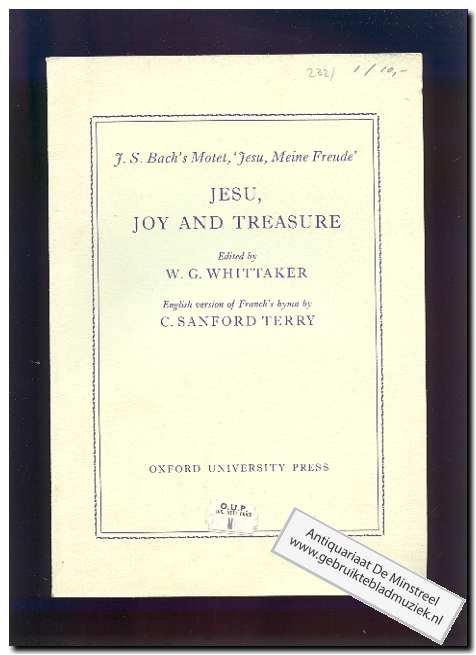 232/ 1/10,-
J. S. Bach's Motet, 'Jesu, Meine Freude'
JESU,
JOY AND TREASURE
Edited by
W. G. WHITTAKER
English version of Franck's hymn by
C. SANFORD TERRY
OXFORD UNIVERSITY PRESS
O.U.P.
Antiquariaat De Minstreel
www.gebruiktebladmuziek.nl